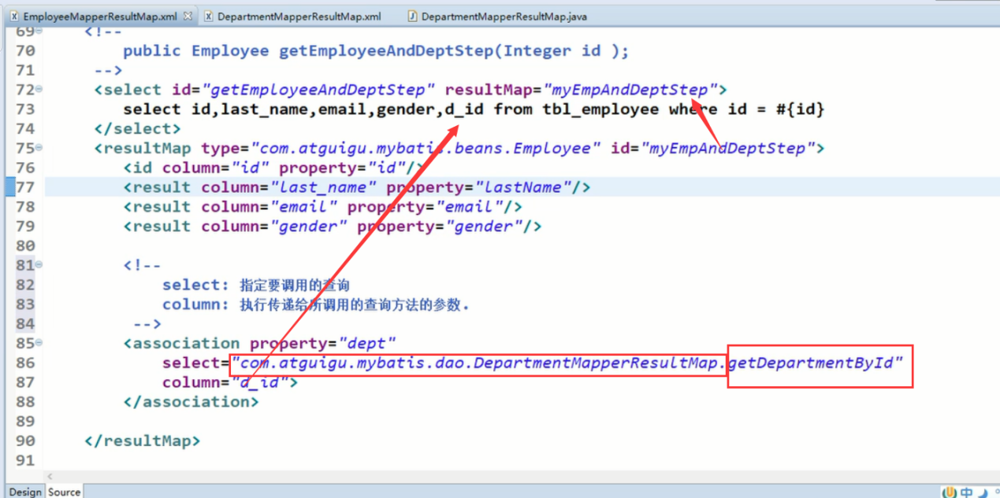 EmployeeMapperResultMap.xml DepartmentMapperResultMap.xml DepartmentMapperResultMap.java
69 <!--
70 public Employee getEmployeeAndDeptStep(Integer id );
71 -->
72 <select id="getEmployeeAndDeptStep" resultMap="myEmpAndDeptStep">
73 select id,last_name,email,gender,d_id from tbl_employee where id = #{id}
74 </select>
75 <resultMap type="com.atguigu.mybatis.beans.Employee" id="myEmpAndDeptStep">
76 <id column="id" property="id"/>
77 <result column="last_name" property="lastName"/>
78 <result column="email" property="email"/>
79 <result column="gender" property="gender"/>
80
81 <!--
82 select: 指定要调用的查询
83 column: 执行传递给所调用的查询方法的参数.
84 -->
85 <association property="dept"
86 select="com.atguigu.mybatis.dao.DepartmentMapperResultMap.getDepartmentById"
87 column="d_id">
88 </association>
89
90 </resultMap>
91
Design Source
中